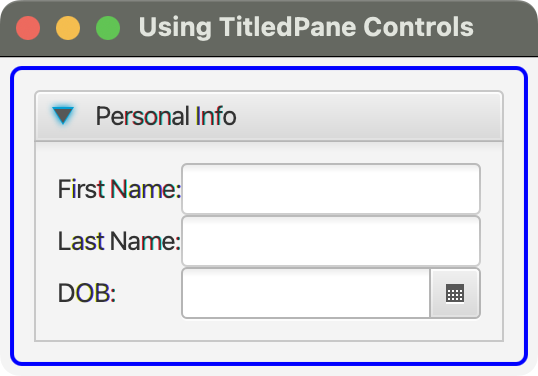 Using TitledPane Controls
Personal Info
First Name:
Last Name:
DOB: